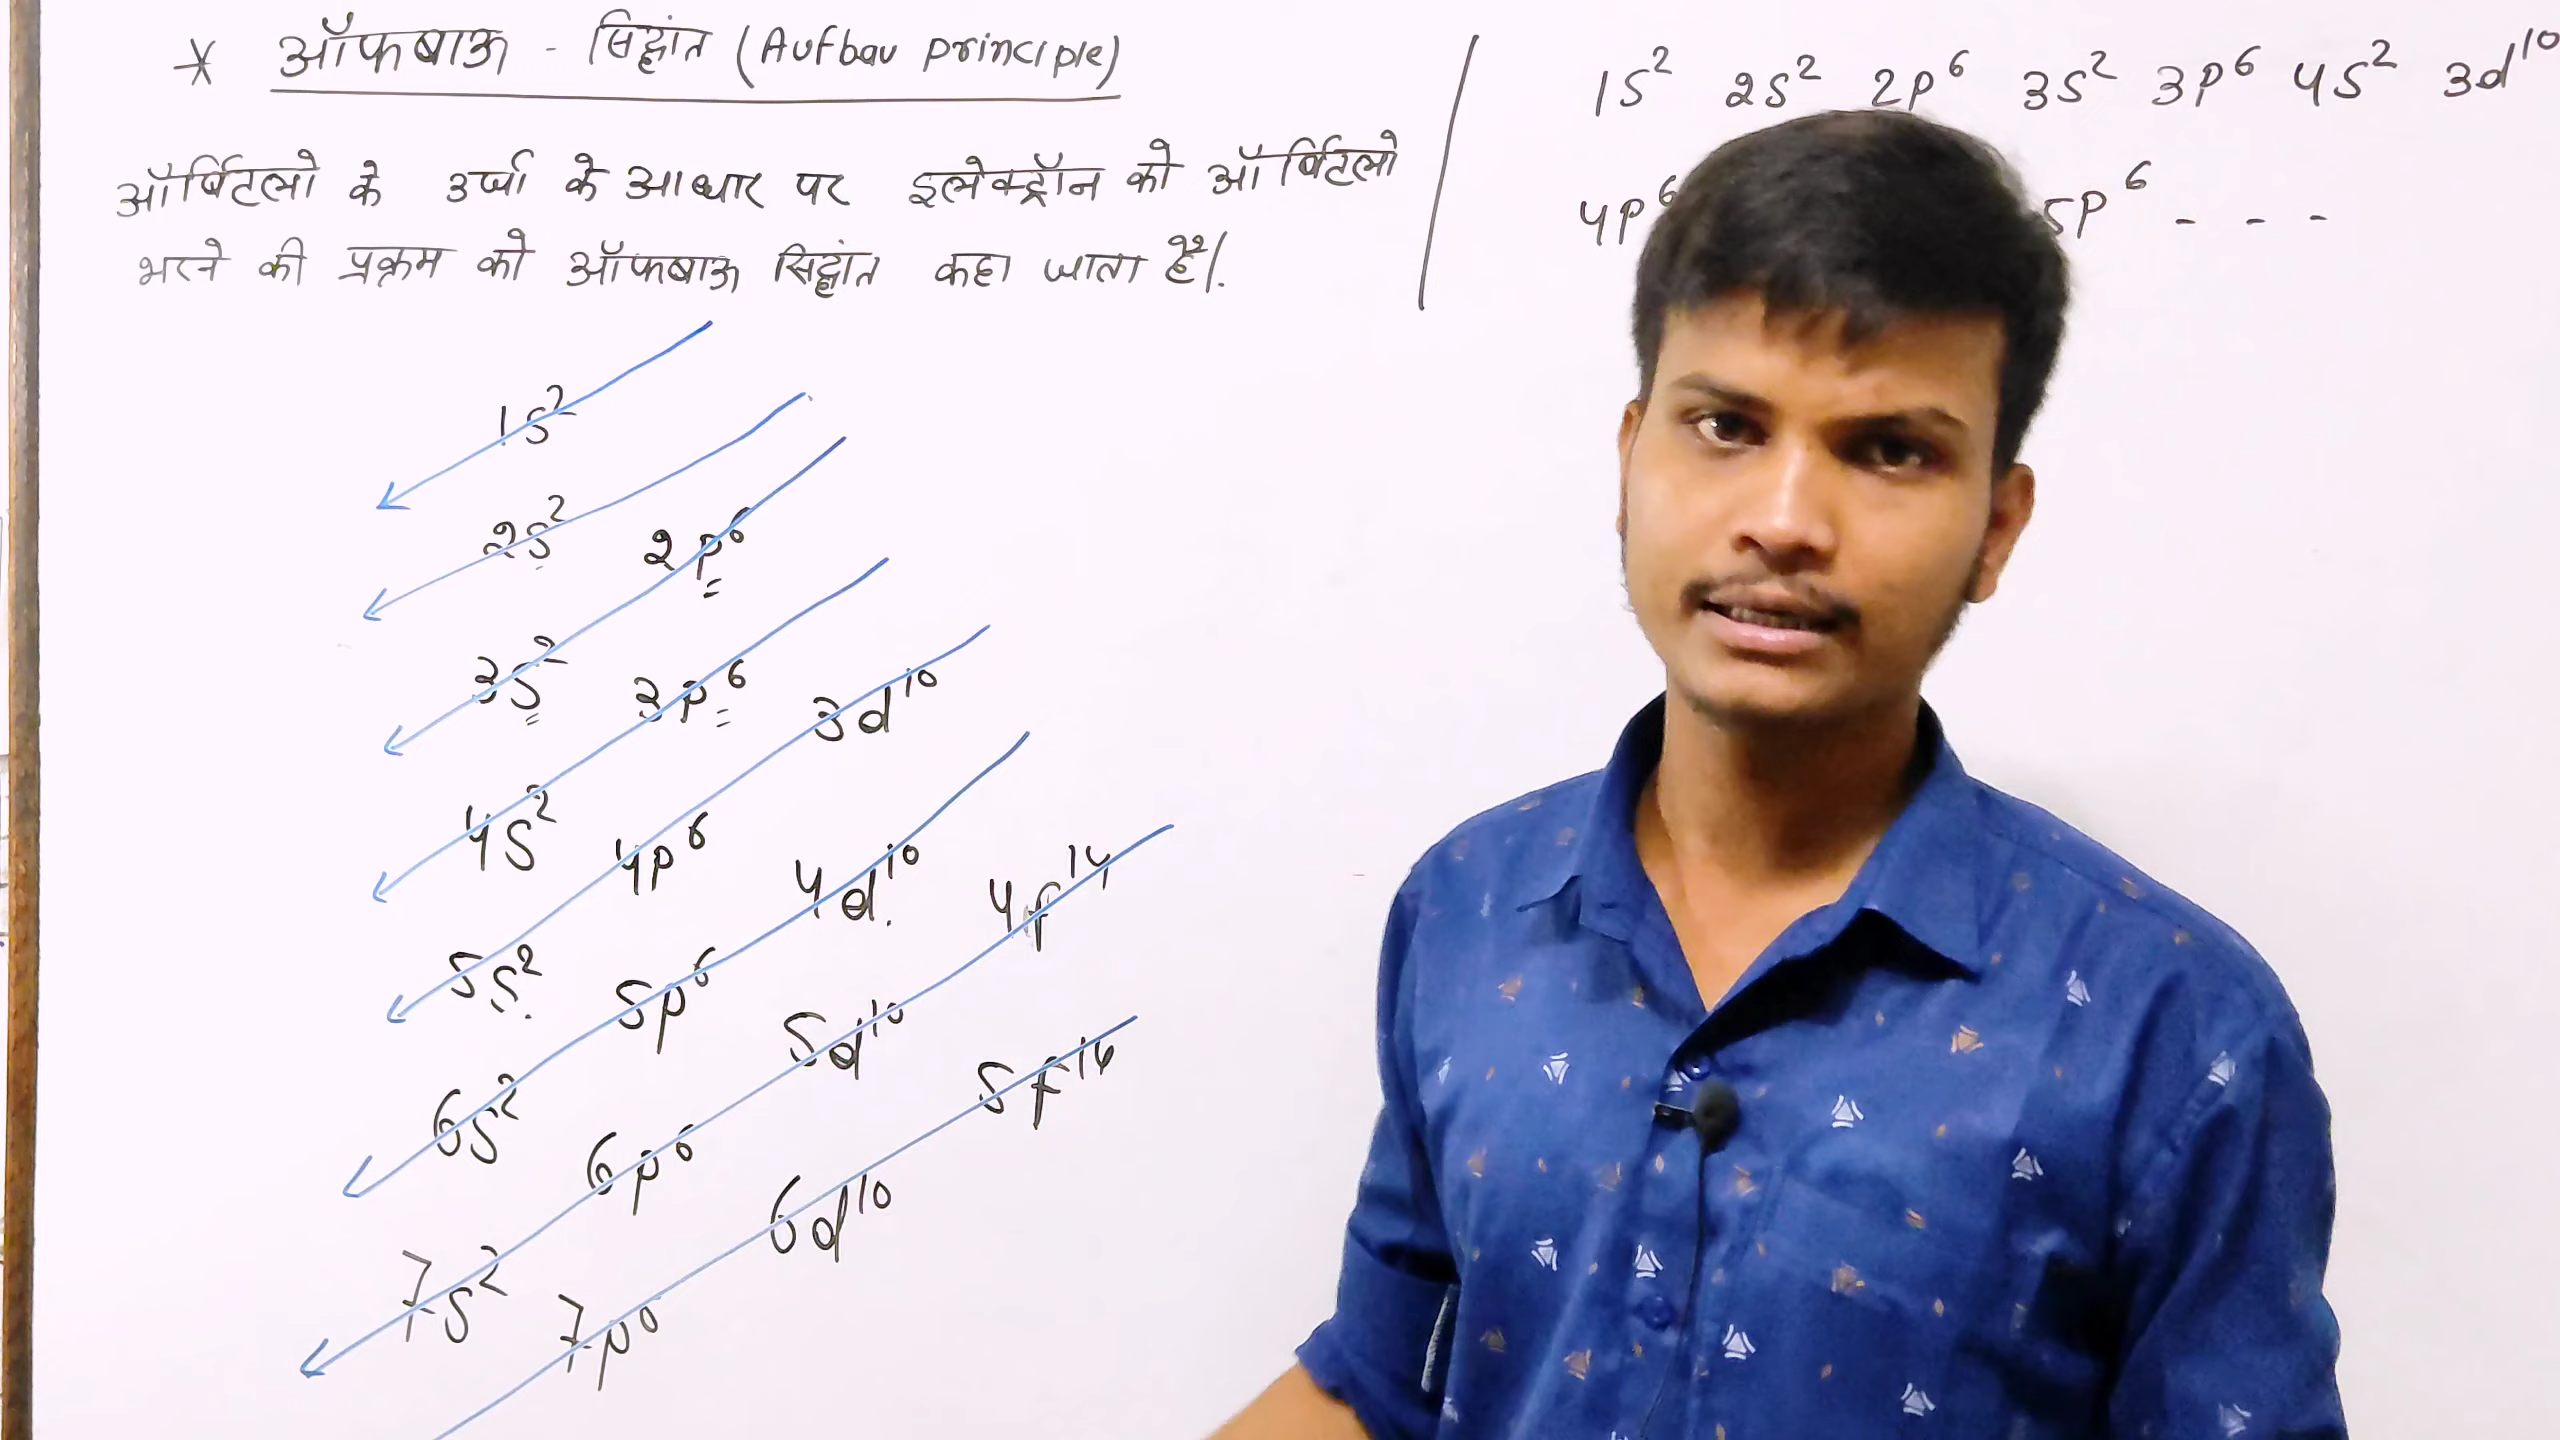 * ऑफबाऊ - सिद्धांत (Aufbau principle)
ऑर्बिटलो के उर्जा के आधार पर इलेक्ट्रॉन को ऑर्बिटलो
भरने की प्रक्रम को ऑफबाऊ सिद्धांत कहा जाता है।
1s² 2s² 2p⁶ 3s² 3p⁶ 4s² 3d¹⁰
4p⁶ 5p⁶ - - -
1s²
2s² 2p⁶
3s² 3p⁶ 3d¹⁰
4s² 4p⁶ 4d¹⁰ 4f¹⁴
5s² 5p⁶ 5d¹⁰ 5f¹⁴
6s² 6p⁶ 6d¹⁰
7s² 7p⁶